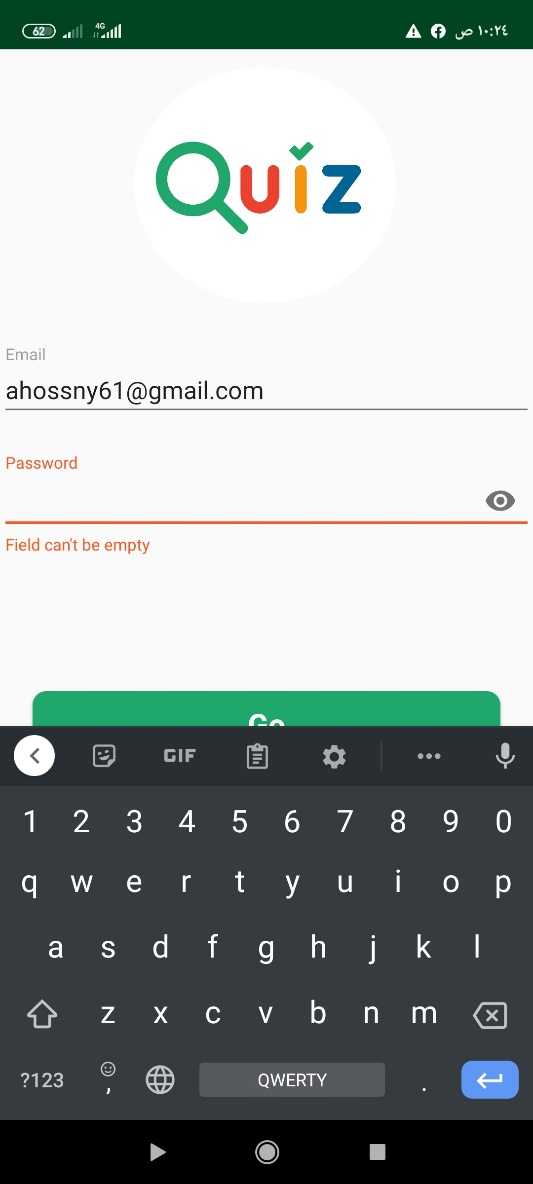 62
4G
١٠:٢٤ ص
Quiz
Email
ahossny61@gmail.com
Password
Field can't be empty
Go
GIF
1 2 3 4 5 6 7 8 9 0
q w e r t y u i o p
a s d f g h j k l
z x c v b n m
?123 , QWERTY .